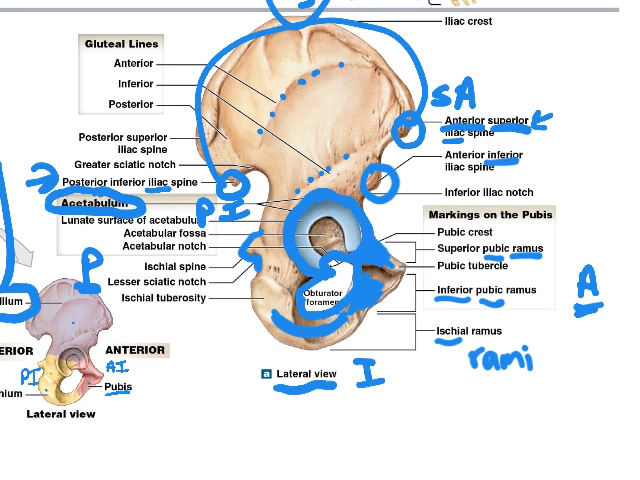 Iliac crest
Gluteal Lines
Anterior
Inferior
Posterior
Posterior superior
iliac spine
Greater sciatic notch
Posterior inferior iliac spine
Acetabulum
Lunate surface of acetabulum
Acetabular fossa
Acetabular notch
Ischial spine
Lesser sciatic notch
Ischial tuberosity
SA
Anterior superior
iliac spine
Anterior inferior
iliac spine
Inferior iliac notch
Markings on the Pubis
Pubic crest
Superior pubic ramus
Pubic tubercle
Inferior pubic ramus
Ischial ramus
rami
A
PI
Obturator
foramen
a Lateral view
I
P
Ilium
ERIOR
ANTERIOR
PI
AI
Pubis
hium
Lateral view